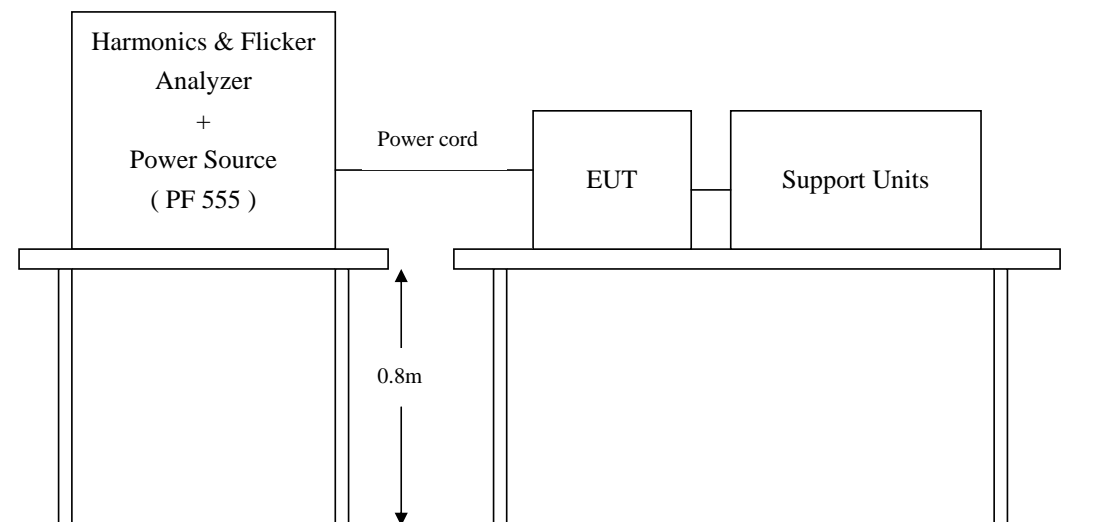 Harmonics & Flicker
Analyzer
+
Power Source
( PF 555 )
Power cord
EUT
Support Units
0.8m